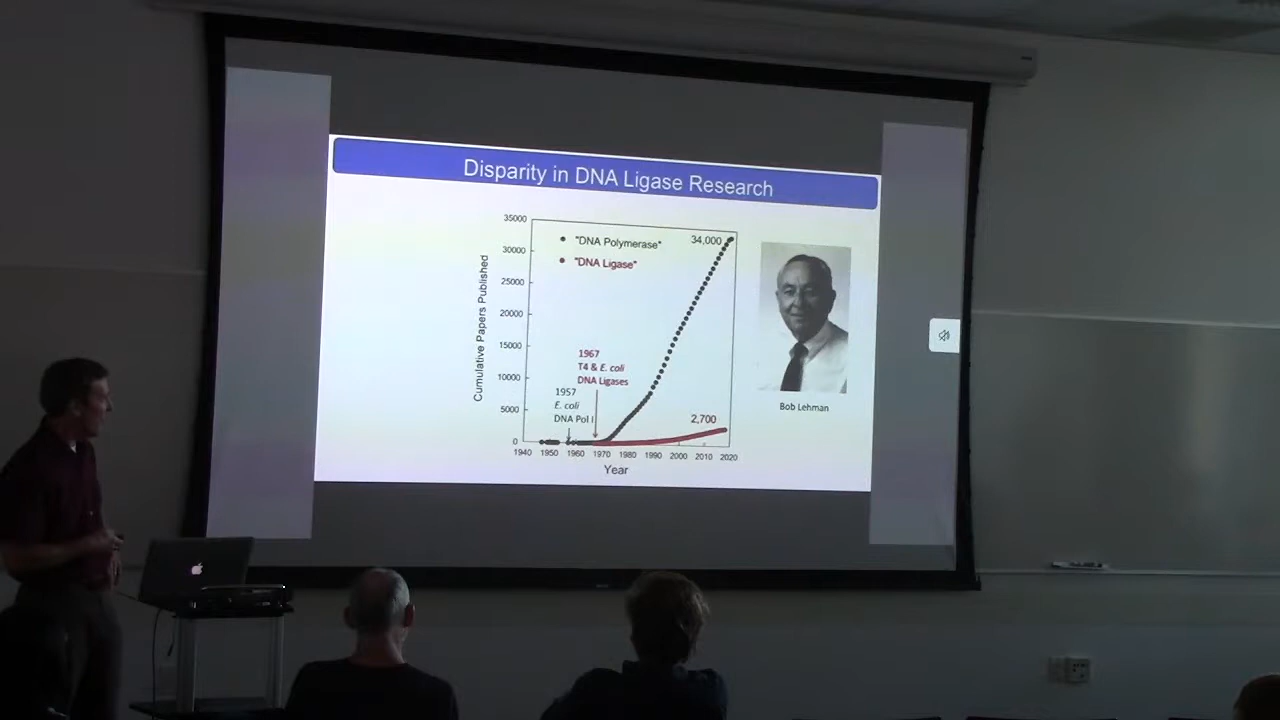 Disparity in DNA Ligase Research
35000
30000
25000
20000
15000
10000
5000
0
Cumulative Papers Published
"DNA Polymerase"
"DNA Ligase"
34,000
1967
T4 & E. coli
DNA Ligases
1957
E. coli
DNA Pol I
2,700
1940 1950 1960 1970 1980 1990 2000 2010 2020
Year
Bob Lehman